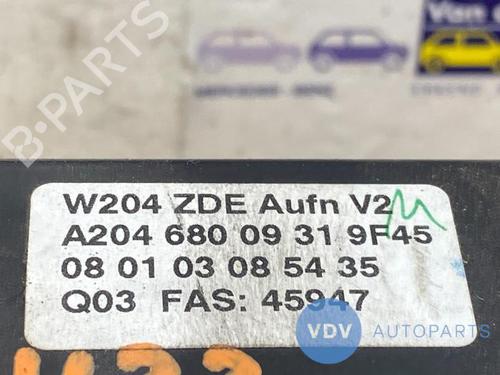 Van d
B-PARTS
W204 ZDE Aufn V2 M
A204 680 09 31 9F45
08 01 03 08 54 35
Q03 FAS: 45947
VDV AUTOPARTS